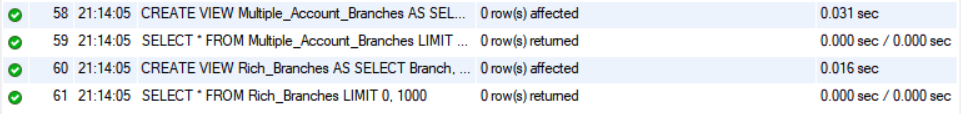 58 21:14:05 CREATE VIEW Multiple_Account_Branches AS SEL... 0 row(s) affected 0.031 sec
59 21:14:05 SELECT * FROM Multiple_Account_Branches LIMIT ... 0 row(s) returned 0.000 sec / 0.000 sec
60 21:14:05 CREATE VIEW Rich_Branches AS SELECT Branch, ... 0 row(s) affected 0.016 sec
61 21:14:05 SELECT * FROM Rich_Branches LIMIT 0, 1000 0 row(s) returned 0.000 sec / 0.000 sec